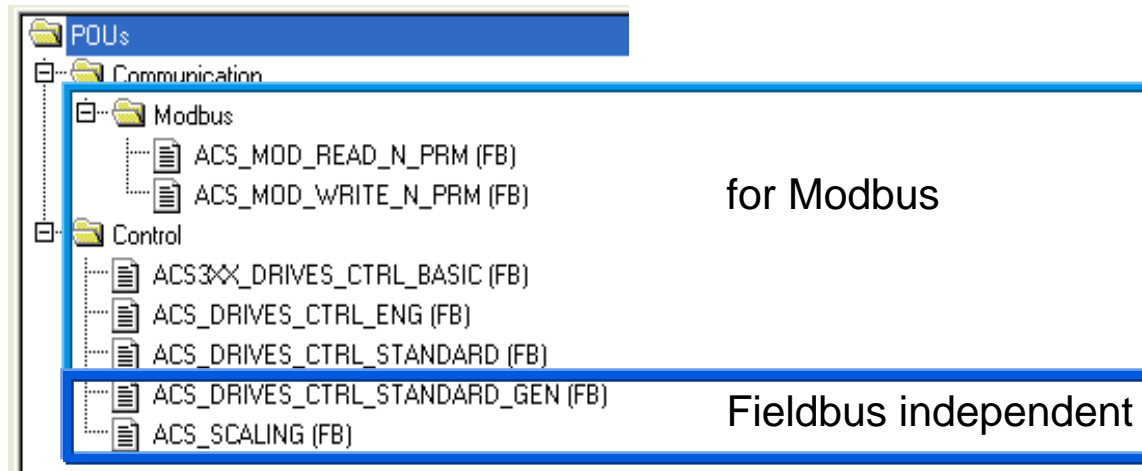 POUs
Communication
Modbus
ACS_MOD_READ_N_PRM (FB)
ACS_MOD_WRITE_N_PRM (FB)
for Modbus
Control
ACS3XX_DRIVES_CTRL_BASIC (FB)
ACS_DRIVES_CTRL_ENG (FB)
ACS_DRIVES_CTRL_STANDARD (FB)
ACS_DRIVES_CTRL_STANDARD_GEN (FB)
Fieldbus independent
ACS_SCALING (FB)